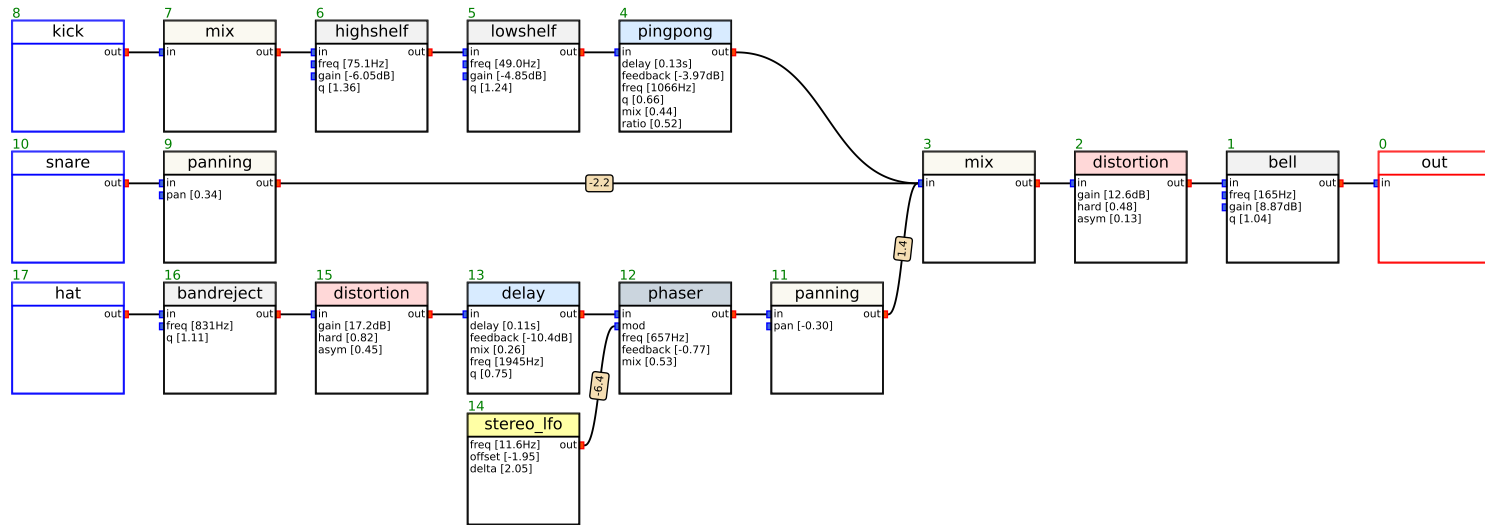 8
kick
out
7
mix
in out
6
highshelf
in out
freq [75.1Hz]
gain [-6.05dB]
q [1.36]
5
lowshelf
in out
freq [49.0Hz]
gain [-4.85dB]
q [1.24]
4
pingpong
in out
delay [0.13s]
feedback [-3.97dB]
freq [1066Hz]
q [0.66]
mix [0.44]
ratio [0.52]
10
snare
out
9
panning
in out
pan [0.34]
-2.2
3
mix
in out
2
distortion
in out
gain [12.6dB]
hard [0.48]
asym [0.13]
1
bell
in out
freq [165Hz]
gain [8.87dB]
q [1.04]
0
out
in
1.4
17
hat
out
16
bandreject
in out
freq [831Hz]
q [1.11]
15
distortion
in out
gain [17.2dB]
hard [0.82]
asym [0.45]
13
delay
in out
delay [0.11s]
feedback [-10.4dB]
mix [0.26]
freq [1945Hz]
q [0.75]
12
phaser
in out
mod
freq [657Hz]
feedback [-0.77]
mix [0.53]
11
panning
in out
pan [-0.30]
-6.4
14
stereo_lfo
freq [11.6Hz] out
offset [-1.95]
delta [2.05]